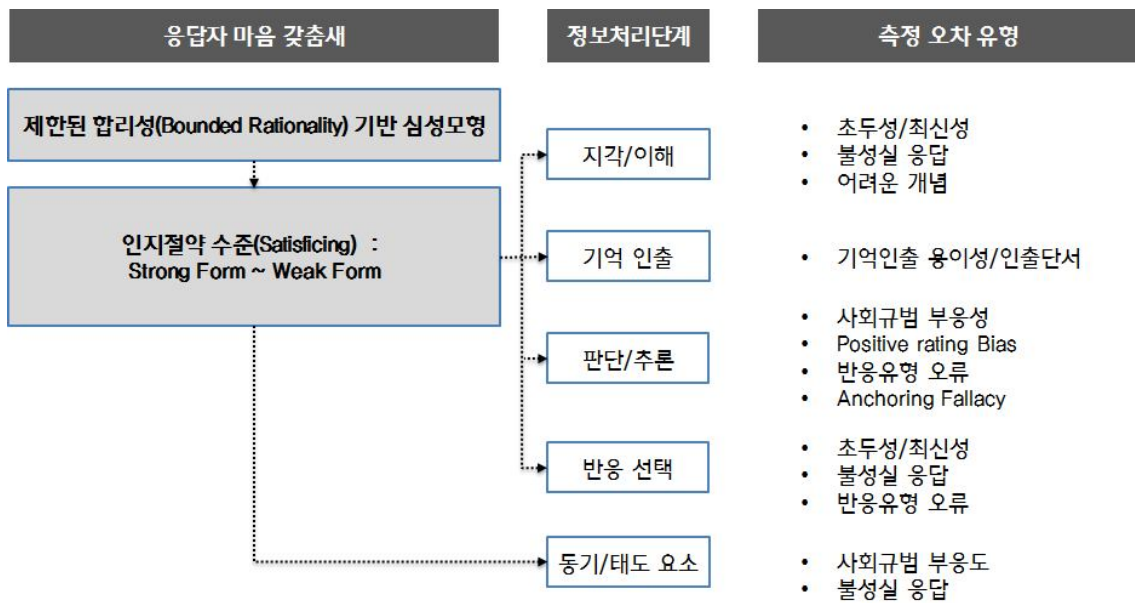 응답자 마음 갖춤새
정보처리단계
측정 오차 유형
제한된 합리성(Bounded Rationality) 기반 심성모형
인지절약 수준(Satisficing) :
Strong Form ~ Weak Form
지각/이해
• 초두성/최신성
• 불성실 응답
• 어려운 개념
기억 인출
• 기억인출 용이성/인출단서
판단/추론
• 사회규범 부응성
• Positive rating Bias
• 반응유형 오류
• Anchoring Fallacy
반응 선택
• 초두성/최신성
• 불성실 응답
• 반응유형 오류
동기/태도 요소
• 사회규범 부응도
• 불성실 응답